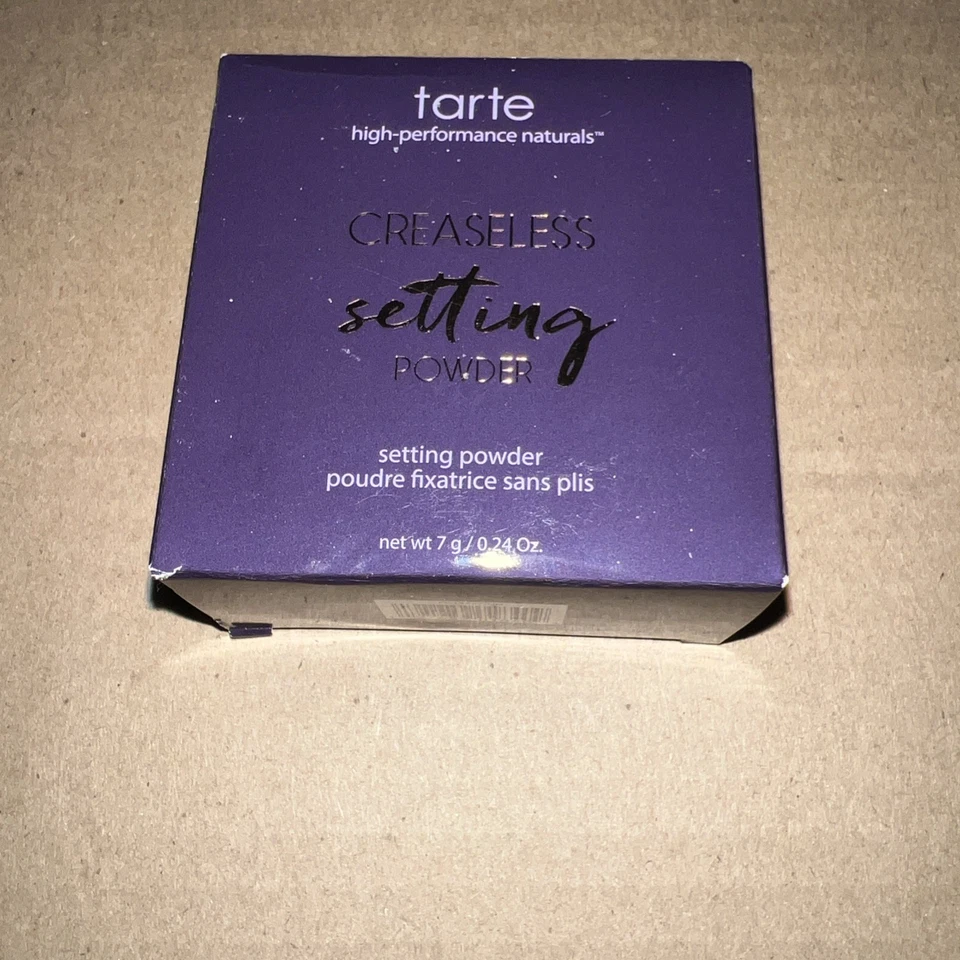 tarte
high-performance naturals™
CREASELESS
setting
POWDER
setting powder
poudre fixatrice sans plis
net wt 7 g / 0.24 Oz.